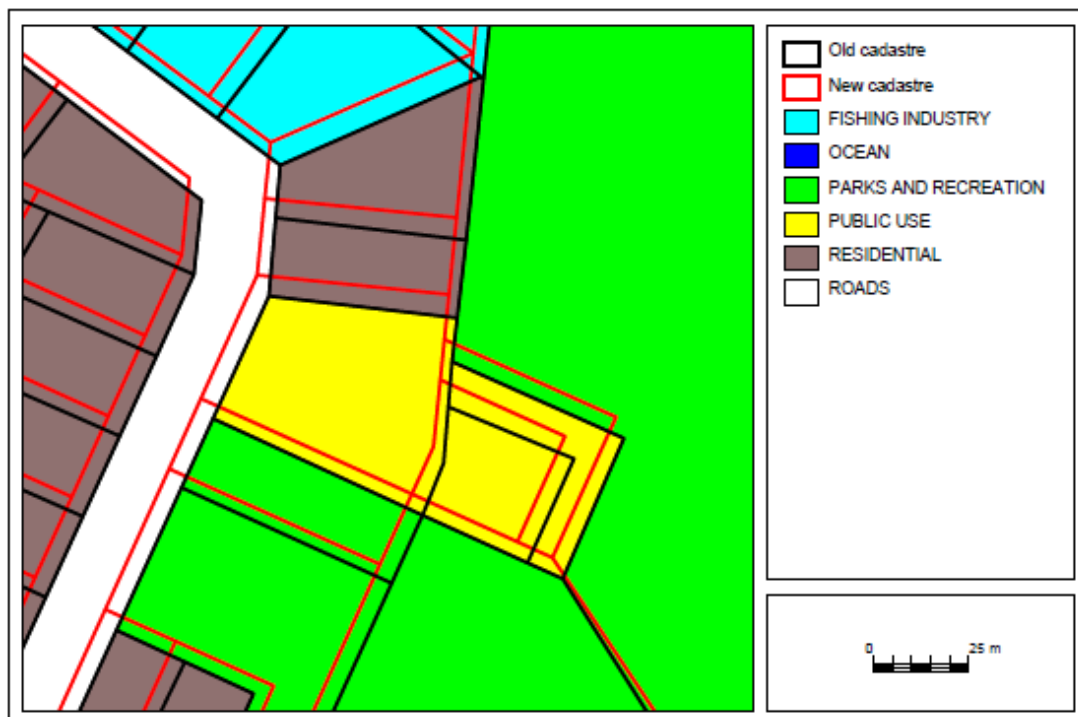 Old cadastre
New cadastre
FISHING INDUSTRY
OCEAN
PARKS AND RECREATION
PUBLIC USE
RESIDENTIAL
ROADS
0 25 m